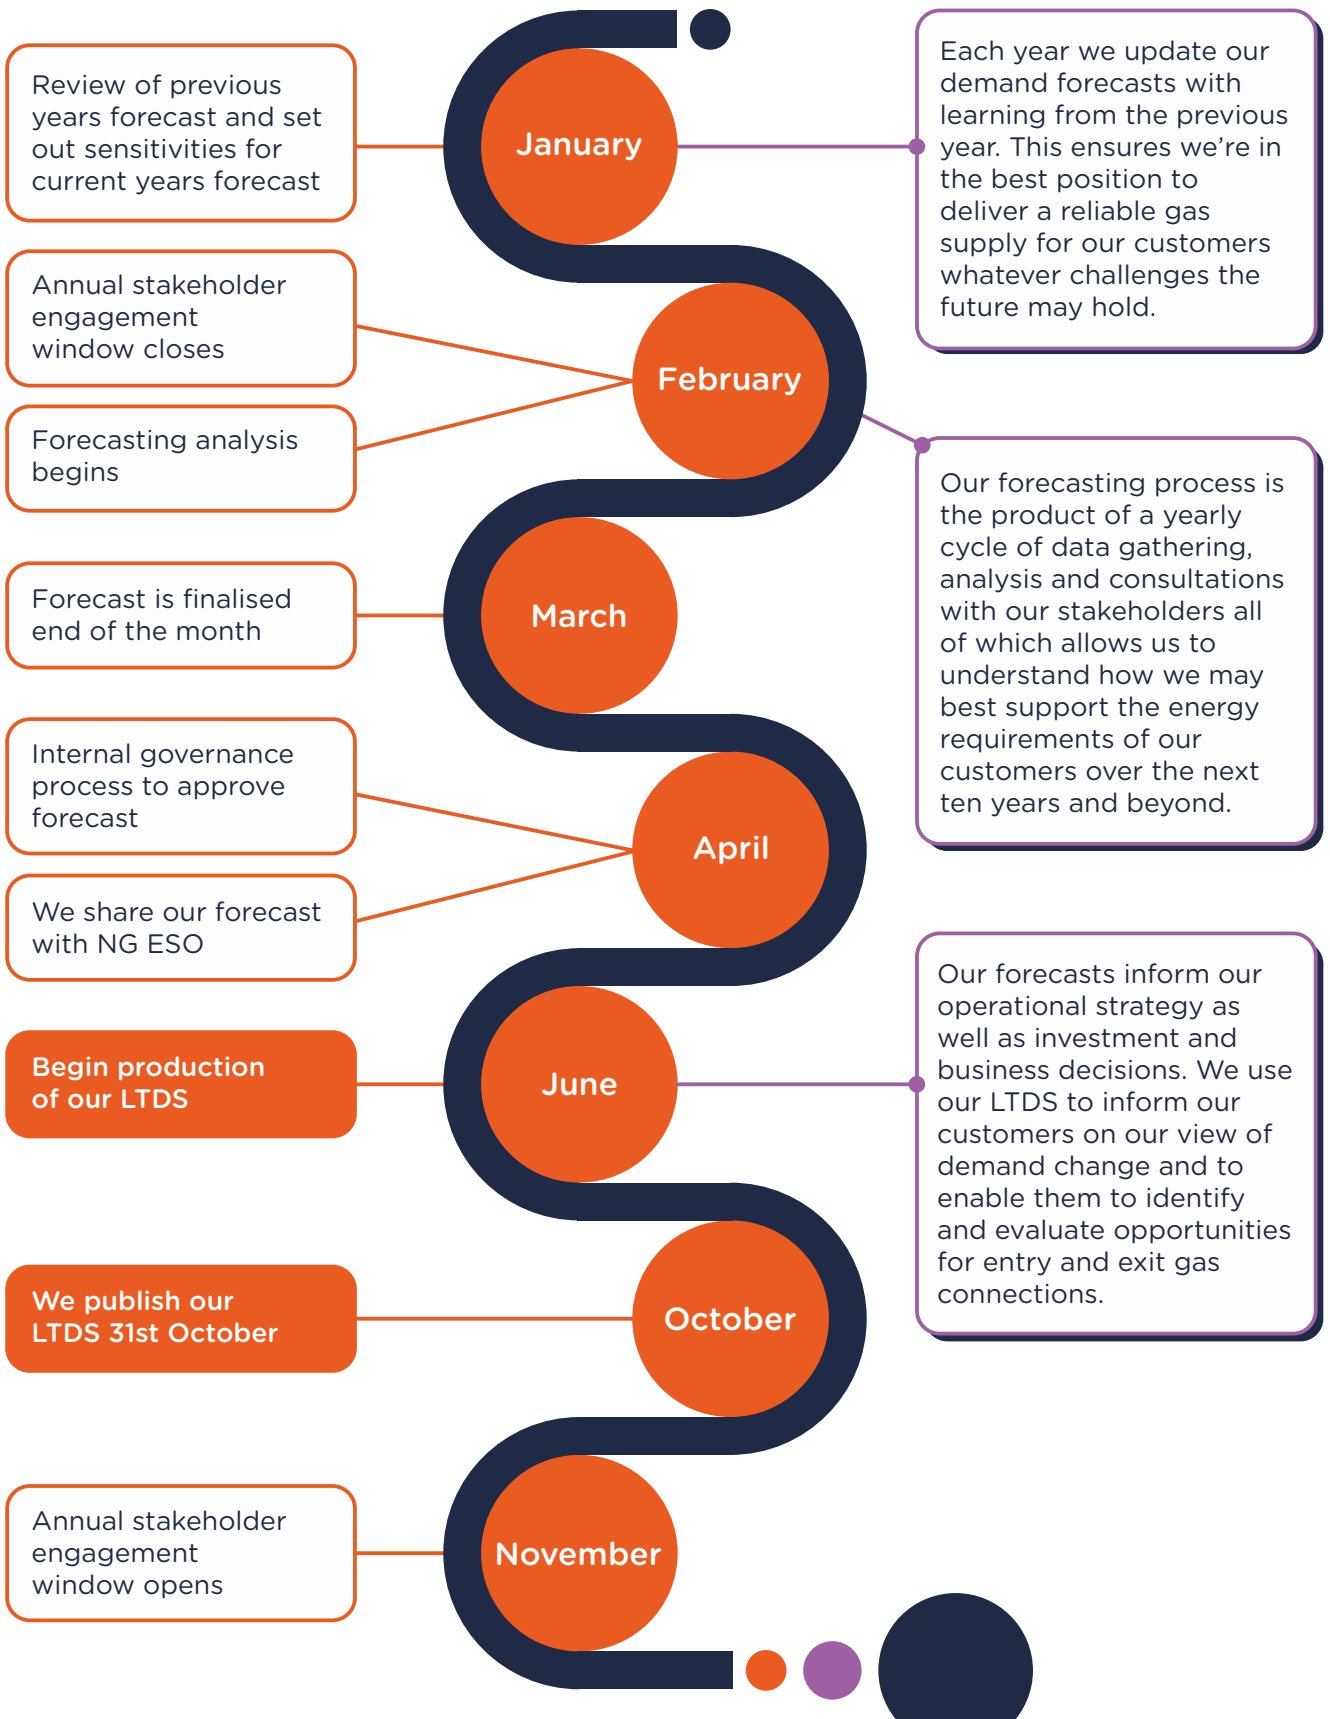 Review of previous
years forecast and set
out sensitivities for
current years forecast
January
Each year we update our
demand forecasts with
learning from the previous
year. This ensures we’re in
the best position to
deliver a reliable gas
supply for our customers
whatever challenges the
future may hold.
Annual stakeholder
engagement
window closes
Forecasting analysis
begins
February
Our forecasting process is
the product of a yearly
cycle of data gathering,
analysis and consultations
with our stakeholders all
of which allows us to
understand how we may
best support the energy
requirements of our
customers over the next
ten years and beyond.
Forecast is finalised
end of the month
March
Internal governance
process to approve
forecast
We share our forecast
with NG ESO
April
Begin production
of our LTDS
June
Our forecasts inform our
operational strategy as
well as investment and
business decisions. We use
our LTDS to inform our
customers on our view of
demand change and to
enable them to identify
and evaluate opportunities
for entry and exit gas
connections.
We publish our
LTDS 31st October
October
Annual stakeholder
engagement
window opens
November